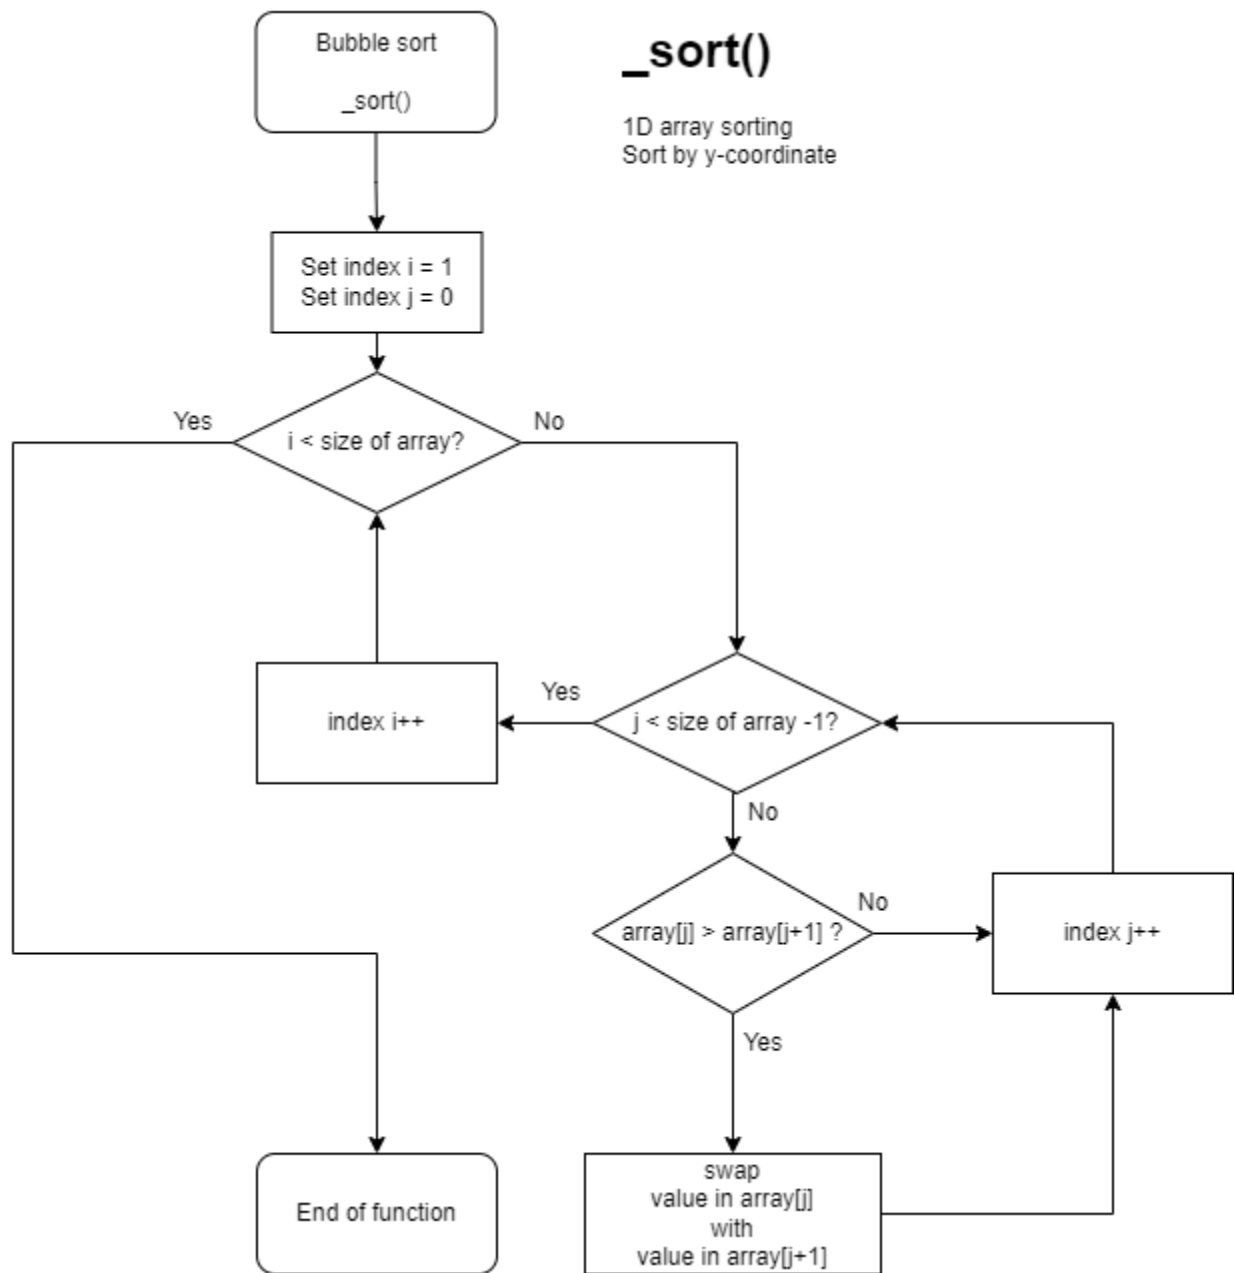 Bubble sort
_sort()
_sort()
1D array sorting
Sort by y-coordinate
Set index i = 1
Set index j = 0
Yes
i < size of array?
No
index i++
Yes
j < size of array -1?
No
array[j] > array[j+1] ?
No
index j++
Yes
swap
value in array[j]
with
value in array[j+1]
End of function